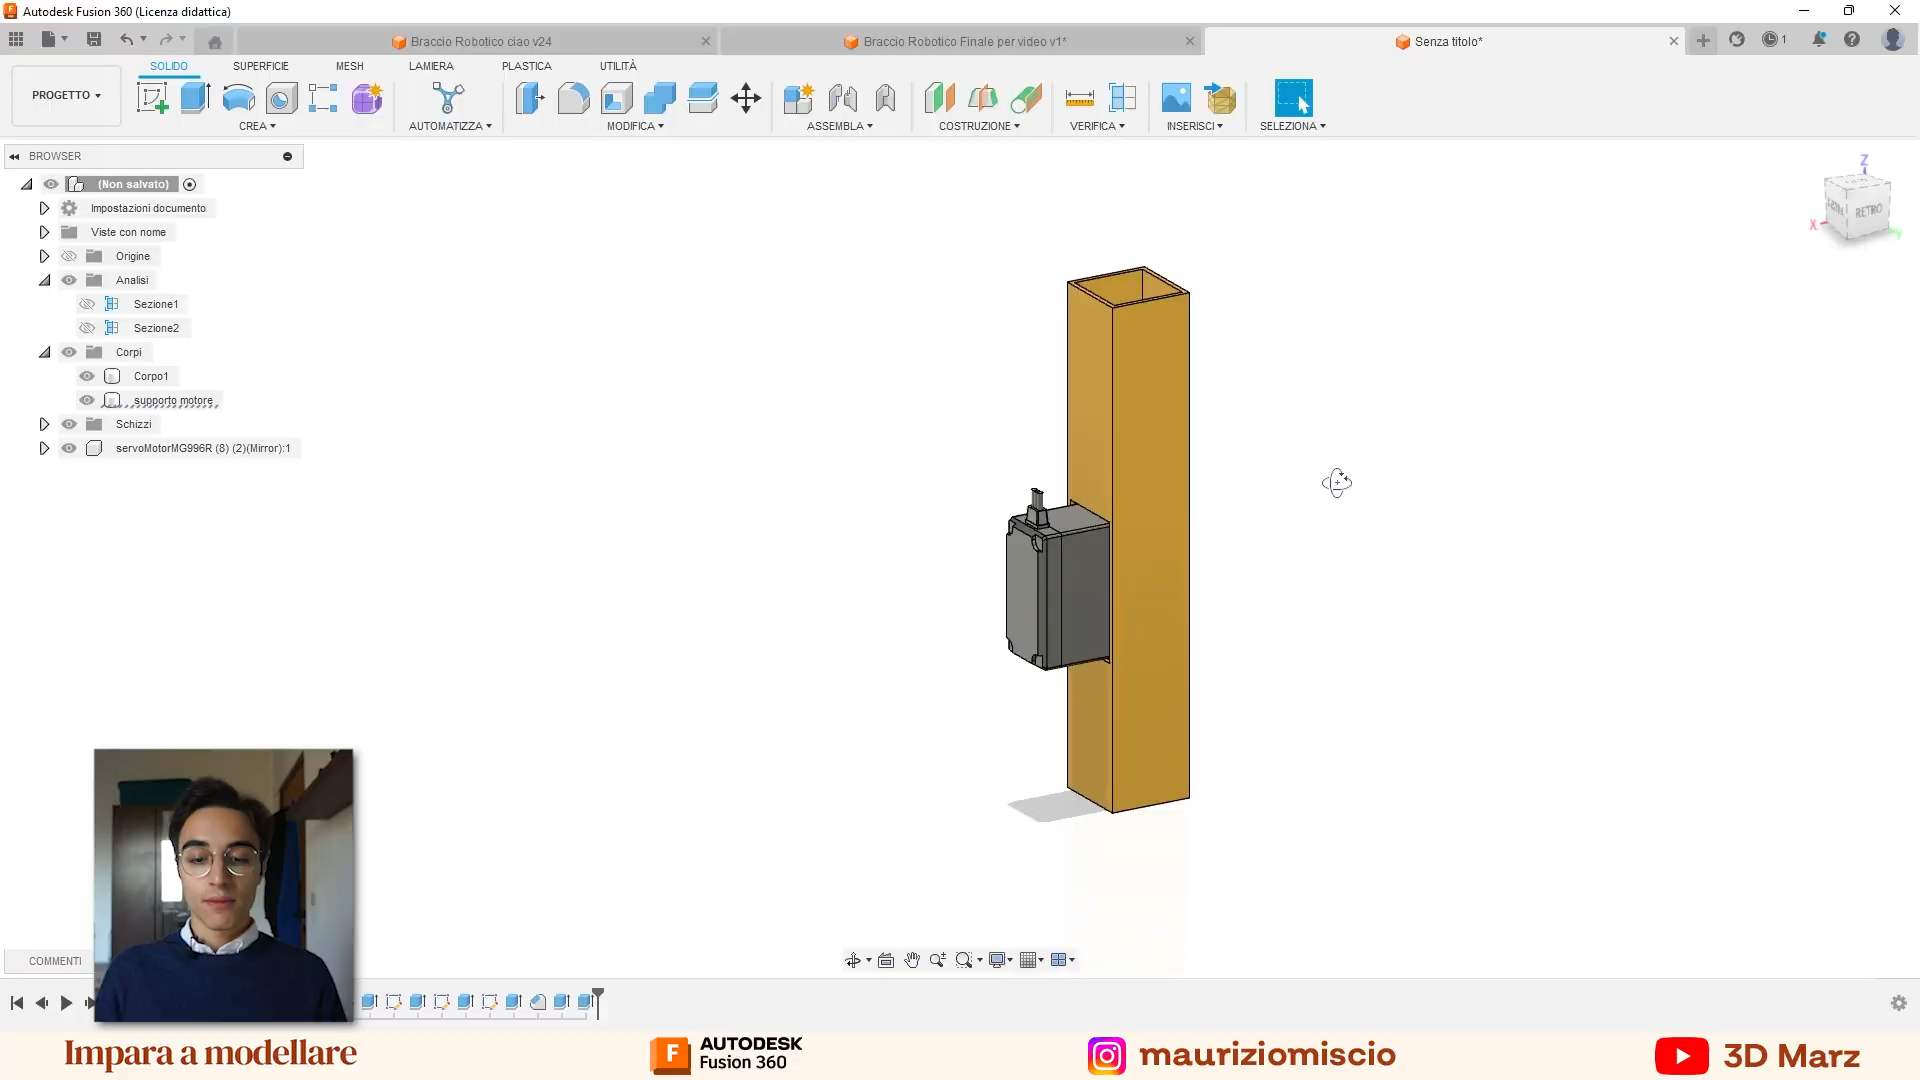 Autodesk Fusion 360 (Licenza didattica)
Braccio Robotico ciao v24
Braccio Robotico Finale per video v1*
Senza titolo*
1
SOLIDO
SUPERFICIE
MESH
LAMIERA
PLASTICA
UTILITÀ
PROGETTO
CREA
AUTOMATIZZA
MODIFICA
ASSEMBLA
COSTRUZIONE
VERIFICA
INSERISCI
SELEZIONA
BROWSER
(Non salvato)
Impostazioni documento
Viste con nome
Origine
Analisi
Sezione1
Sezione2
Corpi
Corpo1
supporto motore
Schizzi
servoMotorMG996R (8) (2)(Mirror):1
Z
RETRO
X
Y
COMMENTI
Impara a modellare
F
AUTODESK
Fusion 360
mauriziomiscio
3D Marz